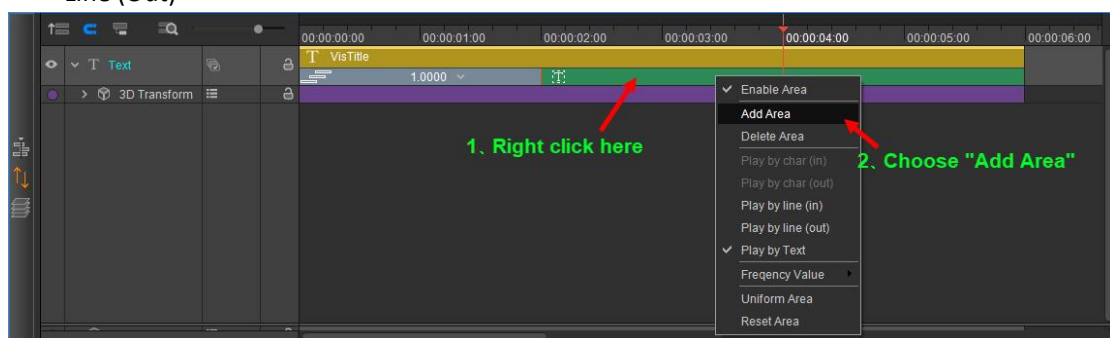 Line (Out)
00:00:00:00 00:00:01:00 00:00:02:00 00:00:03:00 00:00:04:00 00:00:05:00 00:00:06:00
T Text
T VisTitle
1.0000
3D Transform
Enable Area
Add Area
Delete Area
Play by char (in)
Play by char (out)
Play by line (in)
Play by line (out)
Play by Text
Freqency Value
Uniform Area
Reset Area
1、Right click here
2、Choose "Add Area"